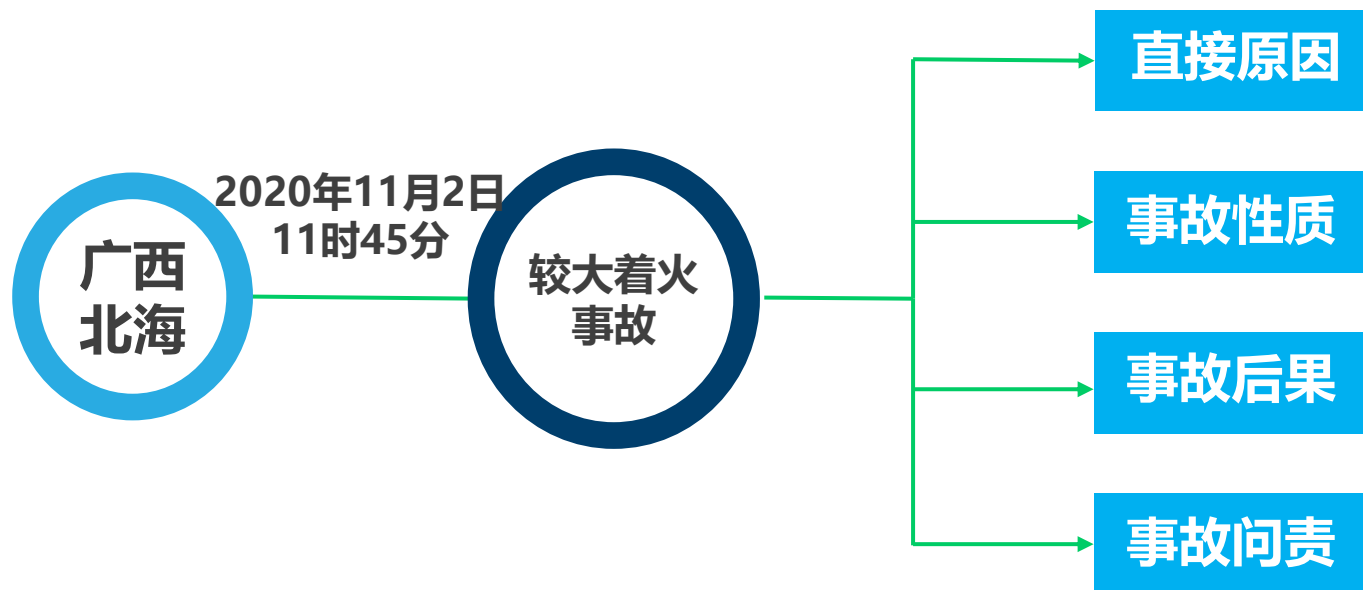 广西
北海
2020年11月2日
11时45分
较大着火
事故
直接原因
事故性质
事故后果
事故问责